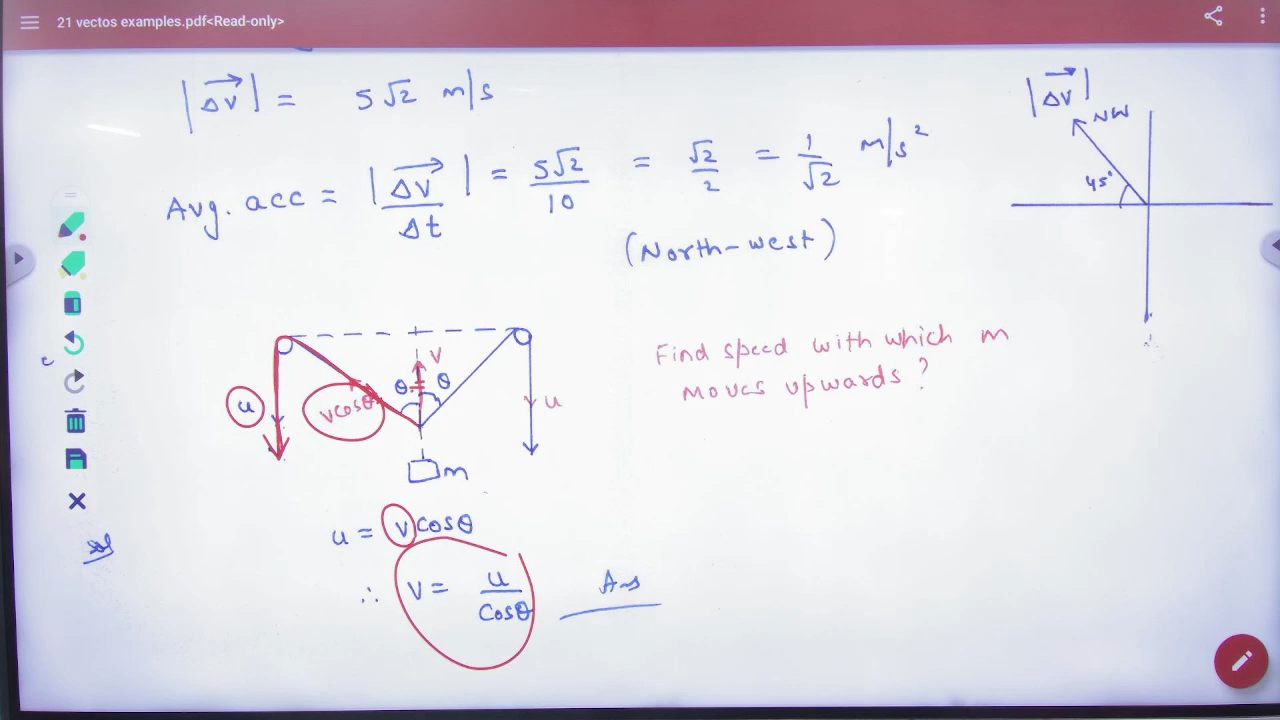 21 vectos examples.pdf<Read-only>
|Δv⃗| = 5√2 m/s
|Δv⃗|
NW
45°
Avg. acc = |Δv⃗/Δt| = 5√2/10 = √2/2 = 1/√2 m/s²
(North-west)
Find speed with which m
moves upwards?
V
θ θ
u
vcosθ
u
m
u = vcosθ
∴ v = u/cosθ Ans